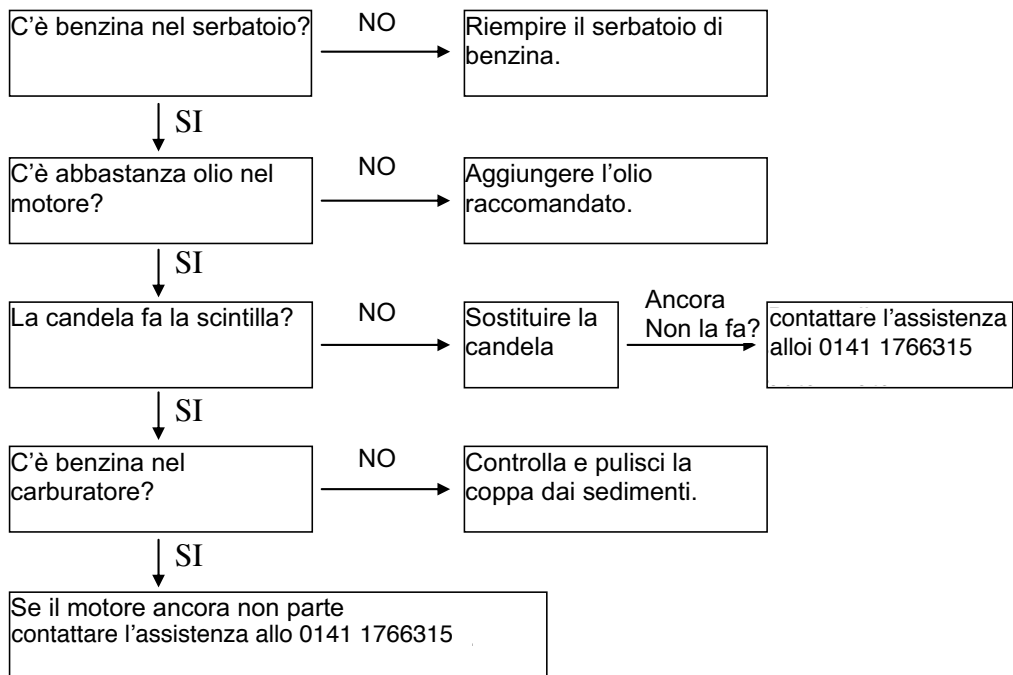 C'è benzina nel serbatoio?
NO
Riempire il serbatoio di
benzina.
SI
C'è abbastanza olio nel
motore?
NO
Aggiungere l'olio
raccomandato.
SI
La candela fa la scintilla?
NO
Sostituire la
candela
Ancora
Non la fa?
contattare l'assistenza
alloi 0141 1766315
SI
C'è benzina nel
carburatore?
NO
Controlla e pulisci la
coppa dai sedimenti.
SI
Se il motore ancora non parte
contattare l'assistenza allo 0141 1766315